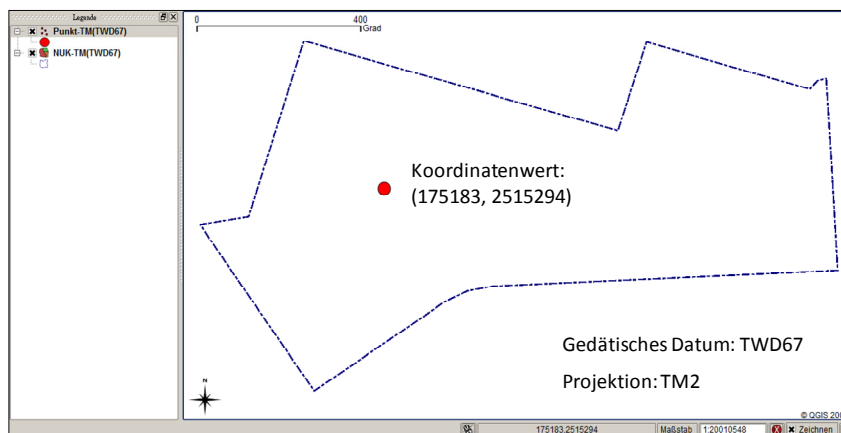 Legende
Punkt-TM(TWD67)
NUK-TM(TWD67)
0 400
Grad
Koordinatenwert:
(175183, 2515294)
Gedätisches Datum: TWD67
Projektion: TM2
N
© QGIS 20
175183,2515294 Maßstab 1:20010548 Zeichnen